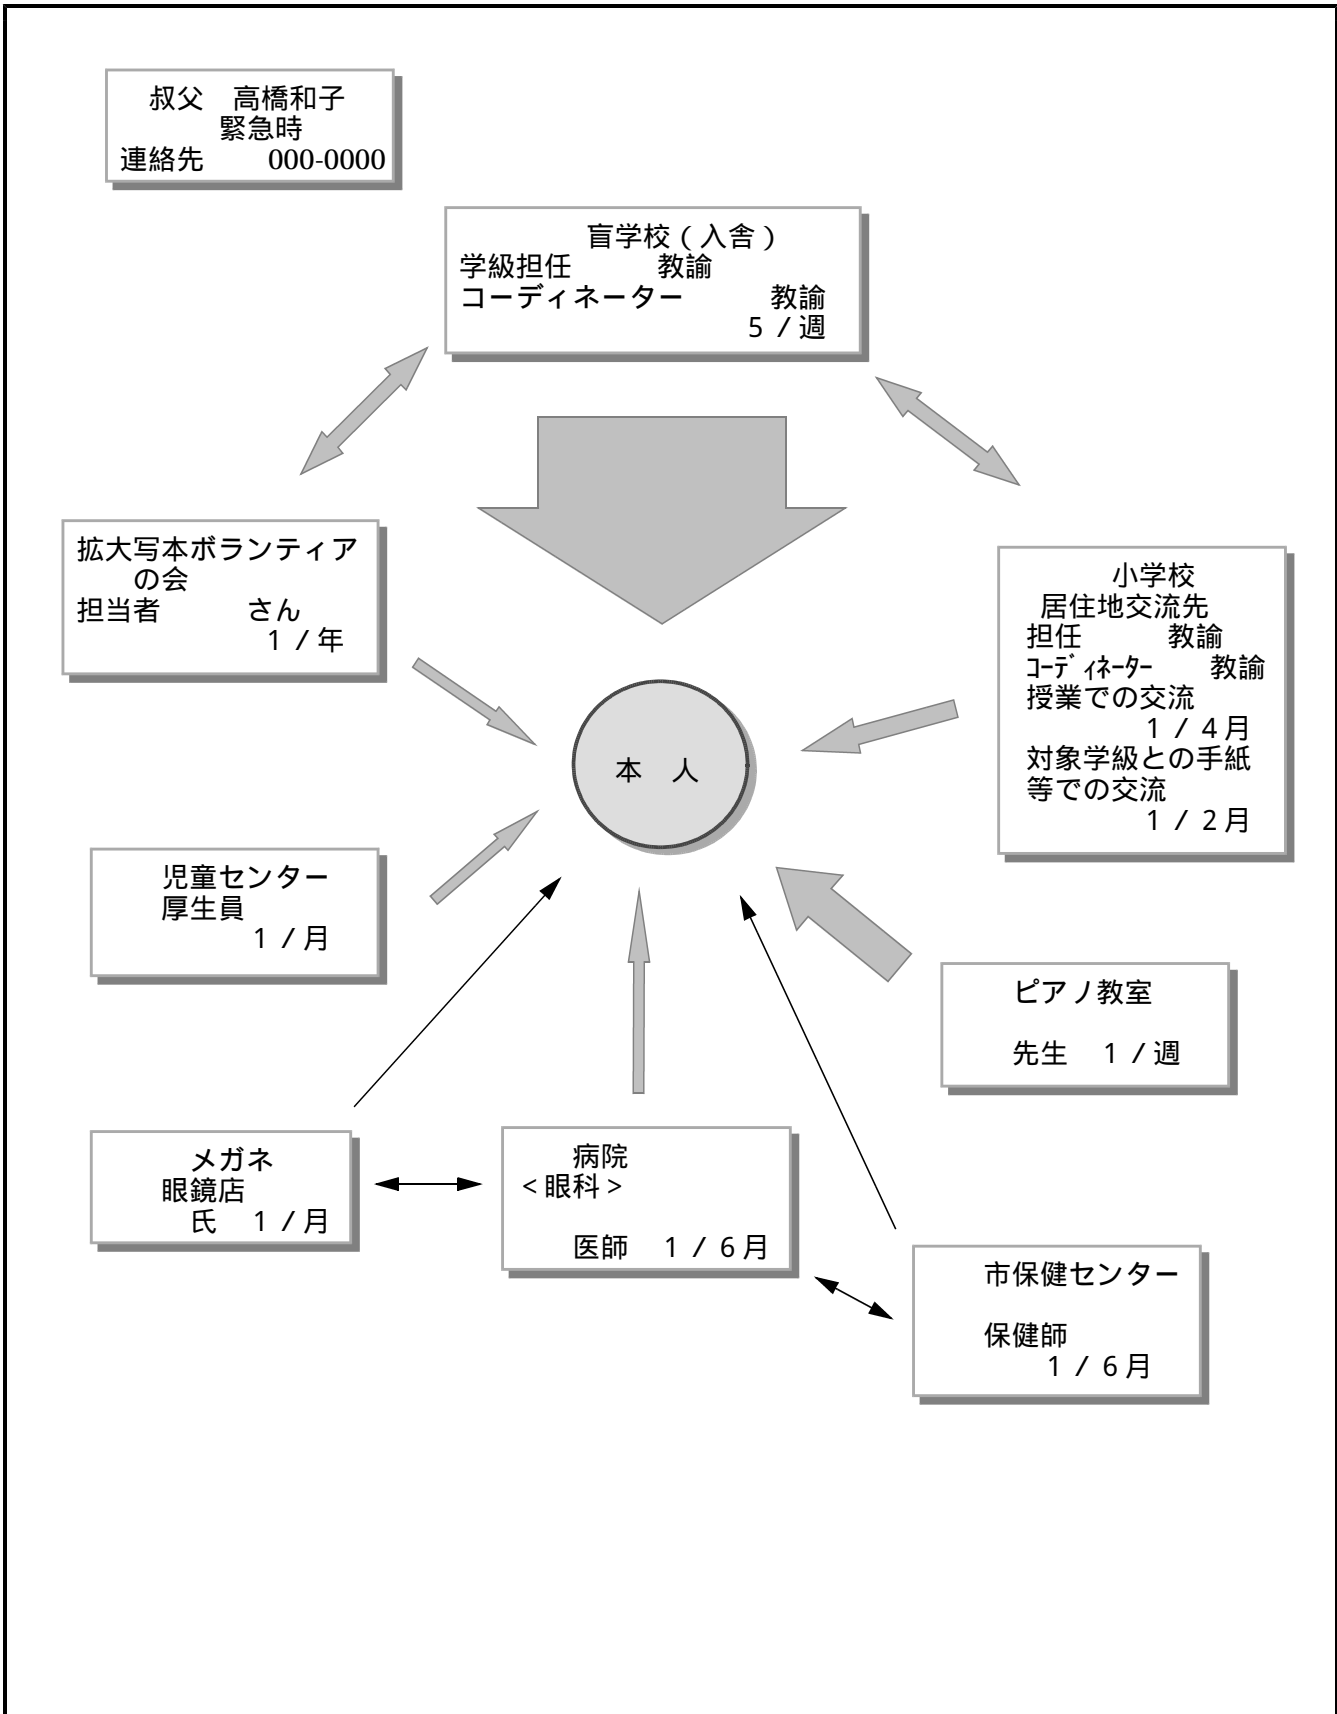 叔父　高橋和子
緊急時
連絡先　　000-0000
盲学校（入舎）
学級担任　　　教諭
コーディネーター　　　教諭
５／週
拡大写本ボランティア
の会
担当者　　　さん
１／年
小学校
居住地交流先
担任　　　教諭
ｺｰﾃﾞｨﾈｰﾀｰ　　教諭
授業での交流
１／４月
対象学級との手紙
等での交流
１／２月
本　人
児童センター
厚生員
１／月
ピアノ教室
先生　１／週
メガネ
眼鏡店
氏　１／月
病院
＜眼科＞
医師　１／６月
市保健センター
保健師
１／６月